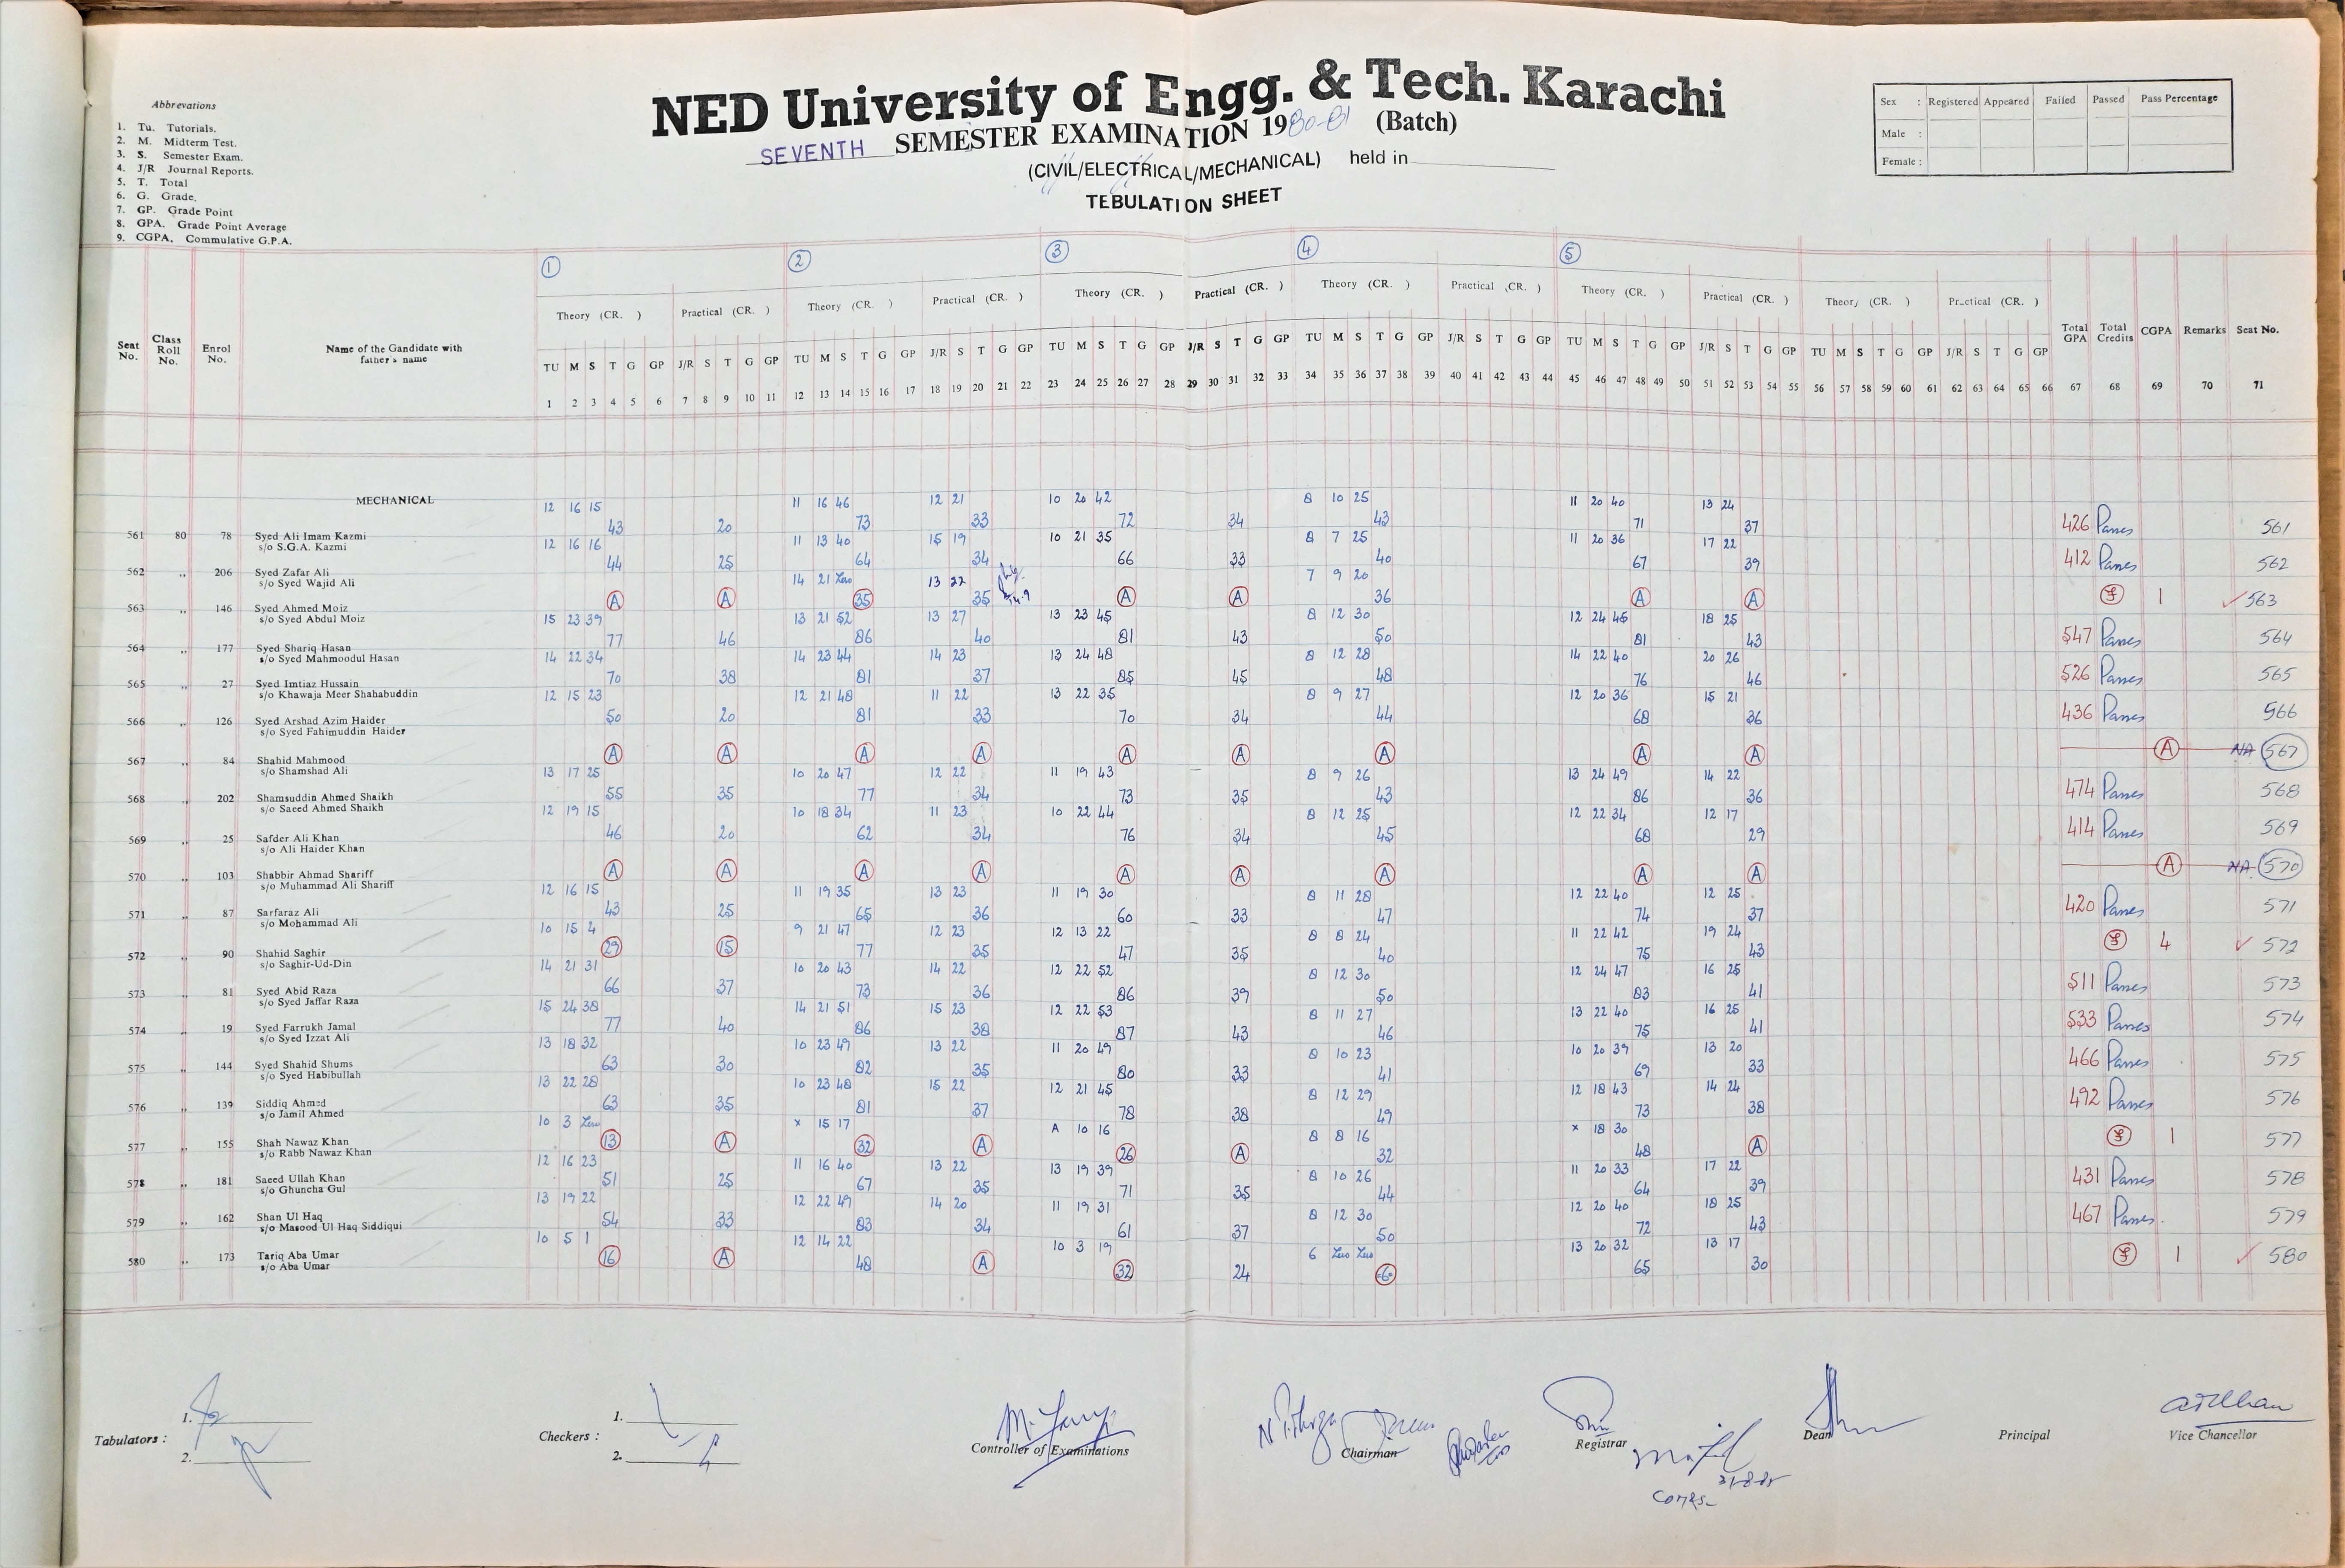 Abbrevations
1. Tu. Tutorials.
2. M. Midterm Test.
3. S. Semester Exam.
4. J/R Journal Reports.
5. T. Total
6. G. Grade.
7. GP. Grade Point
8. GPA. Grade Point Average
9. CGPA. Commulative G.P.A.
NED University of Engg. & Tech. Karachi
SEVENTH SEMESTER EXAMINATION 1980-81 (Batch)
(CIVIL/ELECTRICAL/MECHANICAL) held in
TEBULATION SHEET
Sex : Registered Appeared Failed Passed Pass Percentage
Male :
Female :
1 2 3 4 5
Theory (CR. ) Practical (CR. ) Theory (CR. ) Practical (CR. ) Theory (CR. ) Practical (CR. ) Theory (CR. ) Practical (CR. ) Theory (CR. ) Practical (CR. ) Theory (CR. ) Practical (CR. )
Seat No. Class Roll No. Enrol No. Name of the Gandidate with father's name TU M S T G GP J/R S T G GP TU M S T G GP J/R S T G GP TU M S T G GP J/R S T G GP TU M S T G GP J/R S T G GP TU M S T G GP J/R S T G GP TU M S T G GP J/R S T G GP Total GPA Total Credits CGPA Remarks Seat No.
1 2 3 4 5 6 7 8 9 10 11 12 13 14 15 16 17 18 19 20 21 22 23 24 25 26 27 28 29 30 31 32 33 34 35 36 37 38 39 40 41 42 43 44 45 46 47 48 49 50 51 52 53 54 55 56 57 58 59 60 61 62 63 64 65 66 67 68 69 70 71
MECHANICAL
12 16 15 11 16 46 12 21 10 20 42 8 10 25 11 20 40 13 24
561 80 78 Syed Ali Imam Kazmi 43 20 73 33 72 34 43 71 37 426 Passes 561
s/o S.G.A. Kazmi
12 16 16 11 13 40 15 19 10 21 35 8 7 25 11 20 36 17 22
562 ,, 206 Syed Zafar Ali 44 25 64 34 66 33 40 67 39 412 Passes 562
s/o Syed Wajid Ali
14 21 Zero 13 22 7 9 20
563 ,, 146 Syed Ahmed Moiz A A 35 35 A A 36 A A F 1 563
s/o Syed Abdul Moiz
15 23 39 13 21 52 13 27 13 23 45 8 12 30 12 24 45 18 25
564 ,, 177 Syed Shariq Hasan 77 46 86 40 81 43 50 81 43 547 Passes 564
s/o Syed Mahmoodul Hasan
14 22 34 14 23 44 14 23 13 24 48 8 12 28 14 22 40 20 26
565 ,, 27 Syed Imtiaz Hussain 70 38 81 37 85 45 48 76 46 526 Passes 565
s/o Khawaja Meer Shahabuddin
12 15 23 12 21 48 11 22 13 22 35 8 9 27 12 20 36 15 21
566 ,, 126 Syed Arshad Azim Haider 50 20 81 33 70 34 44 68 36 436 Passes 566
s/o Syed Fahimuddin Haider
567 ,, 84 Shahid Mahmood A A A A A A A A A A NA 567
s/o Shamshad Ali
13 17 25 10 20 47 12 22 11 19 43 8 9 26 13 24 49 14 22
568 ,, 202 Shamsuddin Ahmed Shaikh 55 35 77 34 73 35 43 86 36 474 Passes 568
s/o Saeed Ahmed Shaikh
12 19 15 10 18 34 11 23 10 22 44 8 12 25 12 22 34 12 17
569 ,, 25 Safder Ali Khan 46 20 62 34 76 34 45 68 29 414 Passes 569
s/o Ali Haider Khan
570 ,, 103 Shabbir Ahmad Shariff A A A A A A A A A A NA 570
s/o Muhammad Ali Shariff
12 16 15 11 19 35 13 23 11 19 30 8 11 28 12 22 40 12 25
571 ,, 87 Sarfaraz Ali 43 25 65 36 60 33 47 74 37 420 Passes 571
s/o Mohammad Ali
10 15 4 9 21 47 12 23 12 13 22 8 8 24 11 22 42 19 24
572 ,, 90 Shahid Saghir 29 15 77 35 47 35 40 75 43 F 4 572
s/o Saghir-Ud-Din
14 21 31 10 20 43 14 22 12 22 52 8 12 30 12 24 47 16 25
573 ,, 81 Syed Abid Raza 66 37 73 36 86 39 50 83 41 511 Passes 573
s/o Syed Jaffar Raza
15 24 38 14 21 51 15 23 12 22 53 8 11 27 13 22 40 16 25
574 ,, 19 Syed Farrukh Jamal 77 40 86 38 87 43 46 75 41 533 Passes 574
s/o Syed Izzat Ali
13 18 32 10 23 49 13 22 11 20 49 8 10 23 10 20 39 13 20
575 ,, 144 Syed Shahid Shums 63 30 82 35 80 33 41 69 33 466 Passes 575
s/o Syed Habibullah
13 22 28 10 23 48 15 22 12 21 45 8 12 29 12 18 43 14 24
576 ,, 139 Siddiq Ahmed 63 35 81 37 78 38 49 73 38 492 Passes 576
s/o Jamil Ahmed
10 3 Zero x 15 17 A 10 16 8 8 16 x 18 30
577 ,, 155 Shah Nawaz Khan 13 A 32 A 26 A 32 48 A F 1 577
s/o Rabb Nawaz Khan
12 16 23 11 16 40 13 22 13 19 39 8 10 26 11 20 33 17 22
578 ,, 181 Saeed Ullah Khan 51 25 67 35 71 35 44 64 39 431 Passes 578
s/o Ghuncha Gul
13 19 22 12 22 49 14 20 11 19 31 8 12 30 12 20 40 18 25
579 ,, 162 Shan Ul Haq 54 33 83 34 61 37 50 72 43 467 Passes. 579
s/o Masood Ul Haq Siddiqui
10 5 1 12 14 22 10 3 19 6 Zero Zero 13 20 32 13 17
580 ,, 173 Tariq Aba Umar 16 A 48 A 32 24 6 65 30 F 1 580
s/o Aba Umar
Tabulators : 1. 2. Checkers : 1. 2. Controller of Examinations Chairman Registrar Dean Principal Vice Chancellor